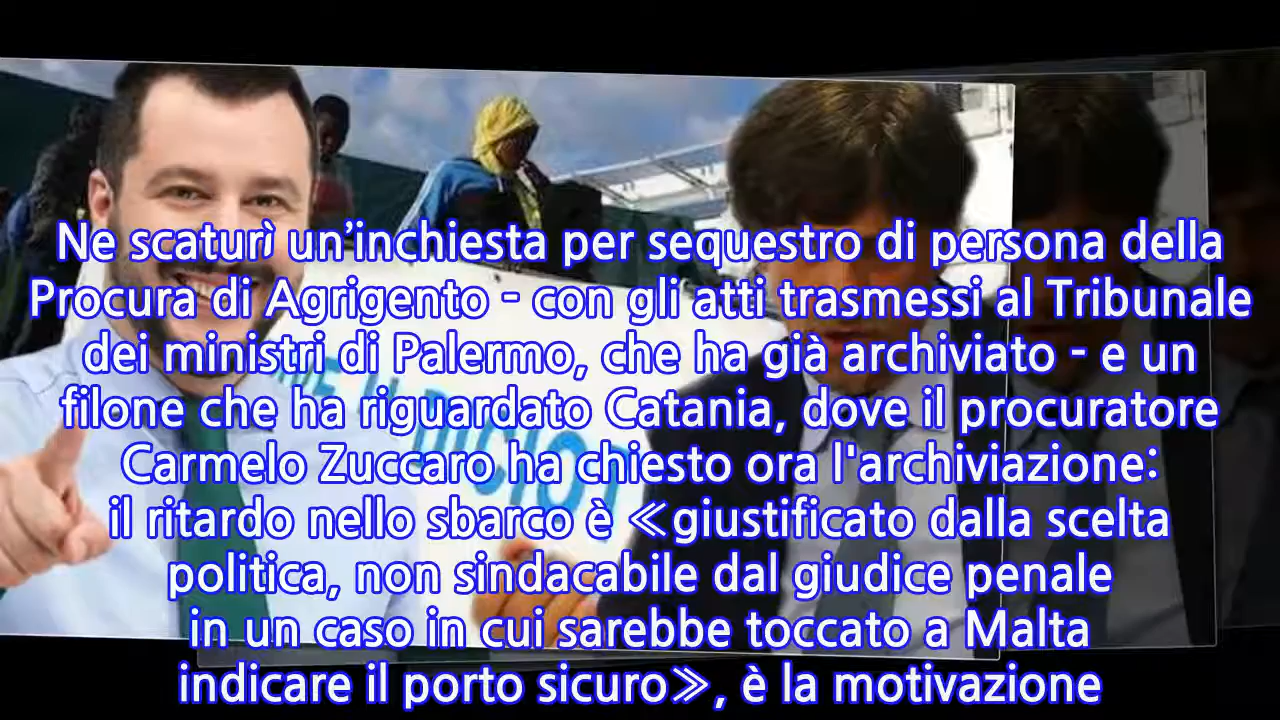 Ne scaturì un’inchiesta per sequestro di persona della
Procura di Agrigento - con gli atti trasmessi al Tribunale
dei ministri di Palermo, che ha già archiviato - e un
filone che ha riguardato Catania, dove il procuratore
Carmelo Zuccaro ha chiesto ora l'archiviazione:
il ritardo nello sbarco è ≪giustificato dalla scelta
politica, non sindacabile dal giudice penale
in un caso in cui sarebbe toccato a Malta
indicare il porto sicuro≫, è la motivazione